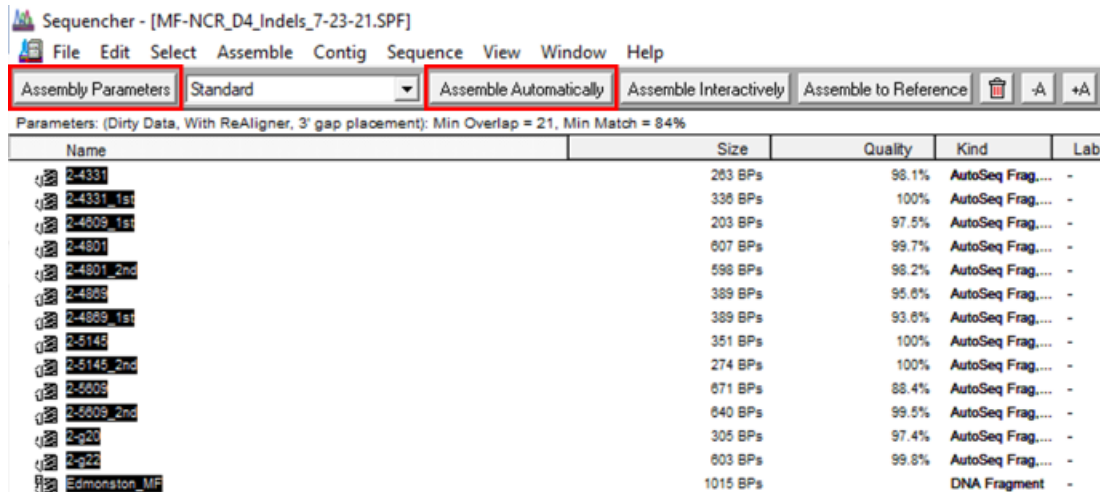 Sequencher - [MF-NCR_D4_Indels_7-23-21.SPF]
File Edit Select Assemble Contig Sequence View Window Help
Assembly Parameters Standard Assemble Automatically Assemble Interactively Assemble to Reference -A +A
Parameters: (Dirty Data, With ReAligner, 3' gap placement): Min Overlap = 21, Min Match = 84%
Name Size Quality Kind Lab
2-4331 263 BPs 98.1% AutoSeq Frag,... -
2-4331_1st 336 BPs 100% AutoSeq Frag,... -
2-4609_1st 203 BPs 97.5% AutoSeq Frag,... -
2-4801 607 BPs 99.7% AutoSeq Frag,... -
2-4801_2nd 598 BPs 98.2% AutoSeq Frag,... -
2-4869 389 BPs 95.6% AutoSeq Frag,... -
2-4869_1st 389 BPs 93.6% AutoSeq Frag,... -
2-5145 351 BPs 100% AutoSeq Frag,... -
2-5145_2nd 274 BPs 100% AutoSeq Frag,... -
2-5609 671 BPs 88.4% AutoSeq Frag,... -
2-5609_2nd 640 BPs 99.5% AutoSeq Frag,... -
2-g20 305 BPs 97.4% AutoSeq Frag,... -
2-g22 603 BPs 99.8% AutoSeq Frag,... -
Edmonston_MF 1015 BPs DNA Fragment -